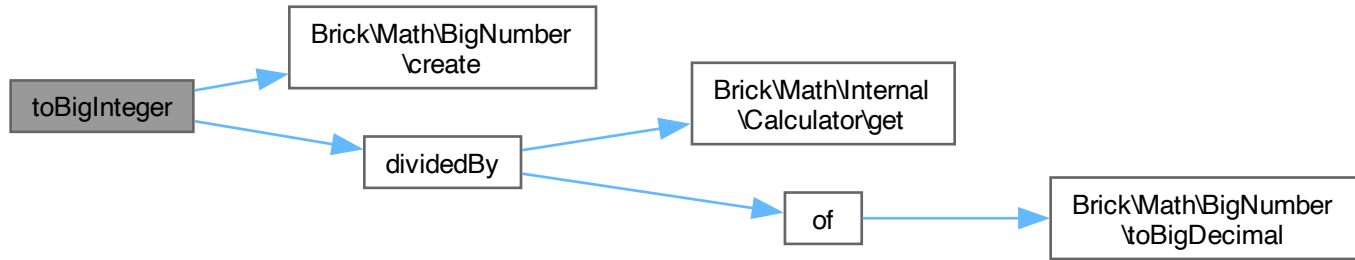 toBigInteger
Brick\Math\BigNumber
\create
dividedBy
Brick\Math\Internal
\Calculator\get
of
Brick\Math\BigNumber
\toBigDecimal